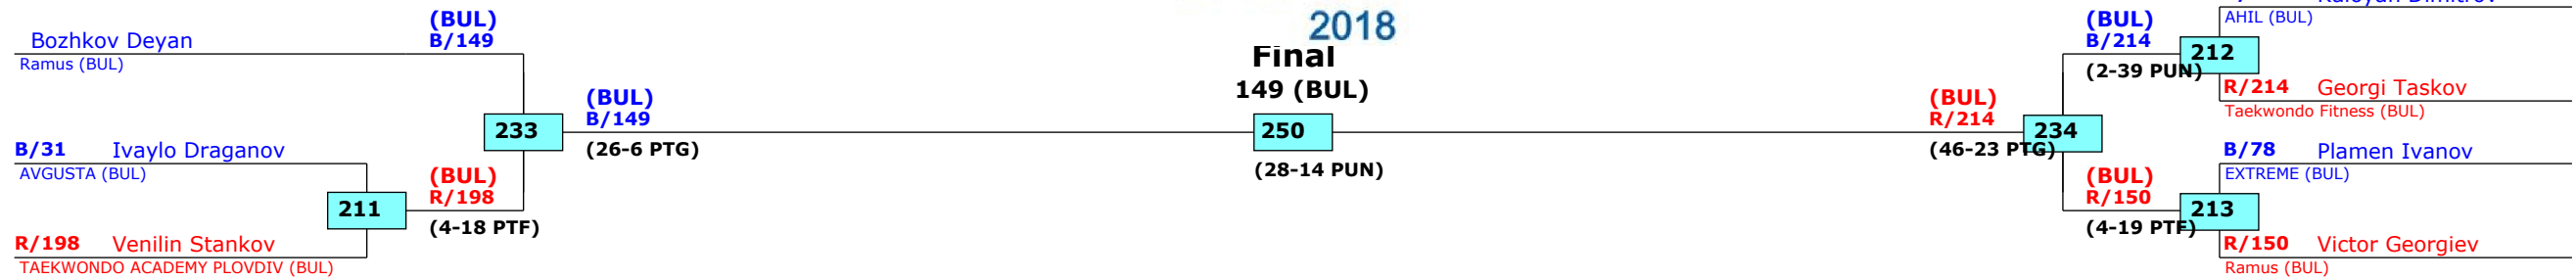 Bozhkov Deyan
Ramus (BUL)
(BUL)
B/149
B/31 Ivaylo Draganov
AVGUSTA (BUL)
211
R/198 Venilin Stankov
TAEKWONDO ACADEMY PLOVDIV (BUL)
(BUL)
R/198
(4-18 PTF)
233
(BUL)
B/149
(26-6 PTG)
2018
Final
149 (BUL)
250
(28-14 PUN)
(BUL)
R/214
(46-23 PTG)
234
(BUL)
B/214
(2-39 PUN)
212
AHIL (BUL)
R/214 Georgi Taskov
Taekwondo Fitness (BUL)
(BUL)
R/150
(4-19 PTF)
213
B/78 Plamen Ivanov
EXTREME (BUL)
R/150 Victor Georgiev
Ramus (BUL)